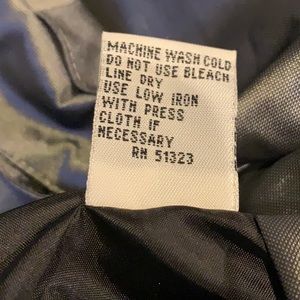 MACHINE WASH COLD
DO NOT USE BLEACH
LINE DRY
USE LOW IRON
WITH PRESS
CLOTH IF
NECESSARY
RN 51323